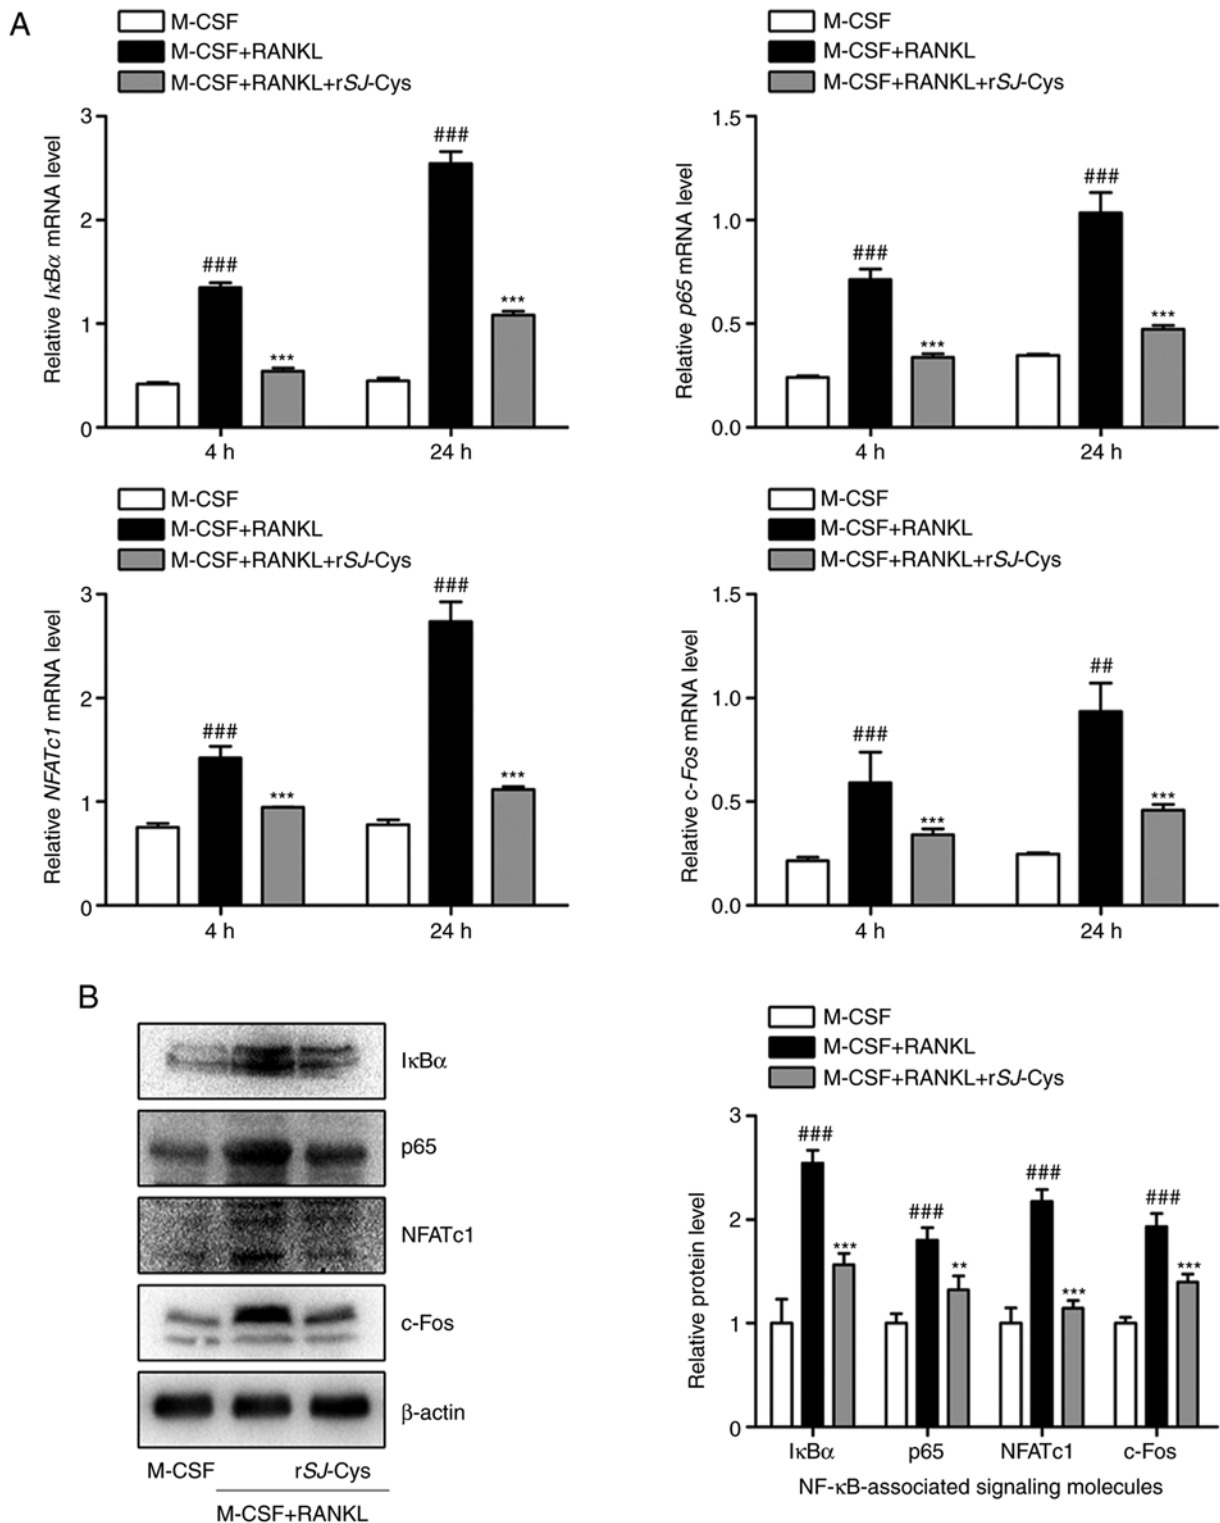 A
M-CSF
M-CSF+RANKL
M-CSF+RANKL+rSJ-Cys
Relative IκBα mRNA level
3
2
1
0
###
***
###
***
4 h
24 h
M-CSF
M-CSF+RANKL
M-CSF+RANKL+rSJ-Cys
Relative p65 mRNA level
1.5
1.0
0.5
0.0
###
***
###
***
4 h
24 h
M-CSF
M-CSF+RANKL
M-CSF+RANKL+rSJ-Cys
Relative NFATc1 mRNA level
3
2
1
0
###
***
###
***
4 h
24 h
M-CSF
M-CSF+RANKL
M-CSF+RANKL+rSJ-Cys
Relative c-Fos mRNA level
1.5
1.0
0.5
0.0
###
***
##
***
4 h
24 h
B
IκBα
p65
NFATc1
c-Fos
β-actin
M-CSF
rSJ-Cys
M-CSF+RANKL
M-CSF
M-CSF+RANKL
M-CSF+RANKL+rSJ-Cys
Relative protein level
3
2
1
0
###
***
###
**
###
***
###
***
IκBα
p65
NFATc1
c-Fos
NF-κB-associated signaling molecules